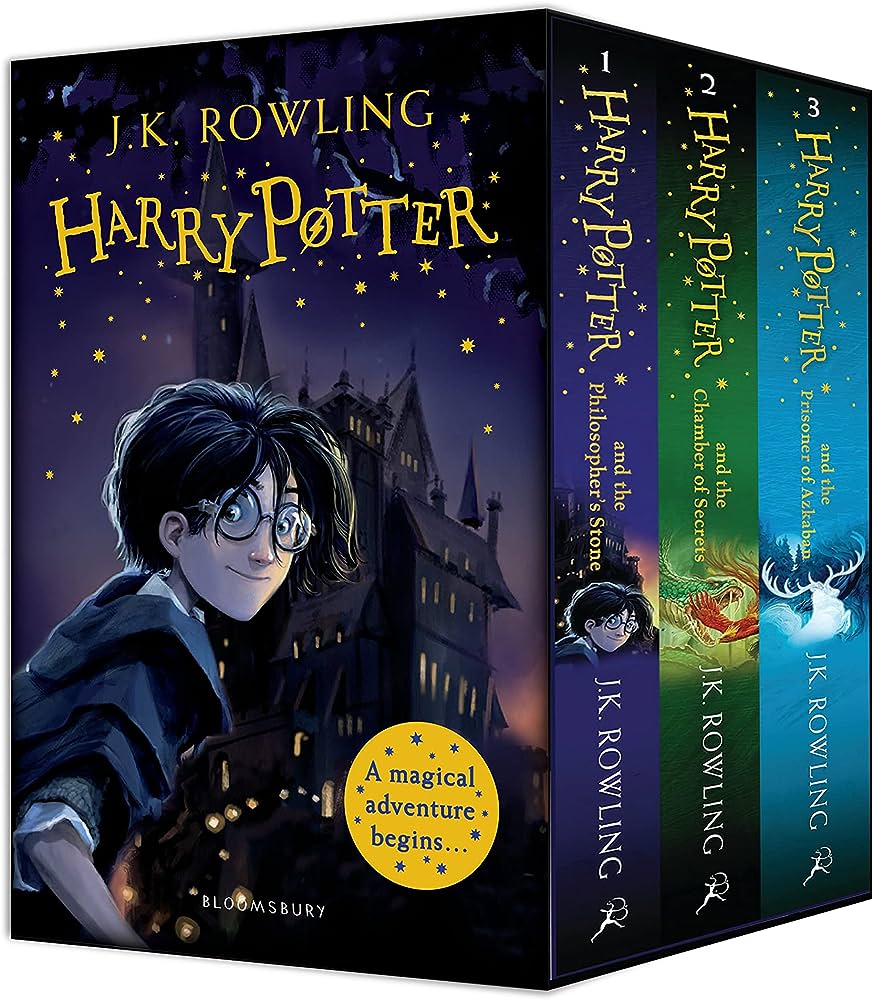 J.K. ROWLING
HARRY POTTER
A magical
adventure
begins...
BLOOMSBURY
1
HARRY POTTER
and the
Philosopher's Stone
J.K. ROWLING
2
HARRY POTTER
and the
Chamber of Secrets
J.K. ROWLING
3
HARRY POTTER
and the
Prisoner of Azkaban
J.K. ROWLING